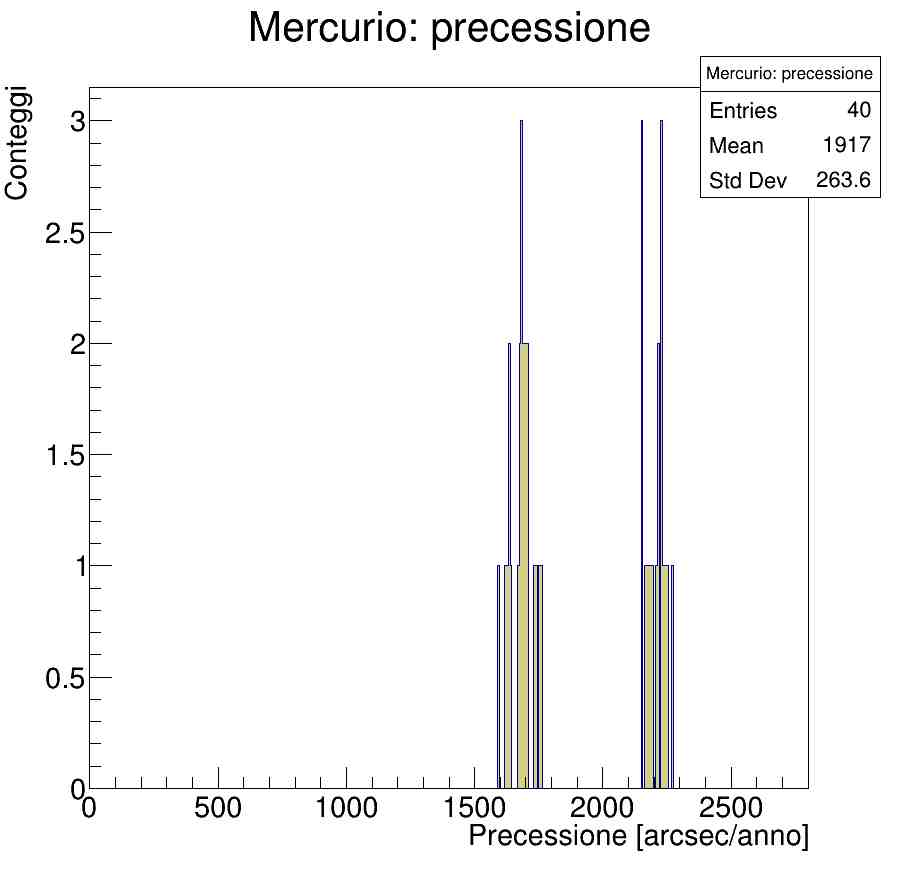 Mercurio: precessione
Mercurio: precessione
Entries 40
Mean 1917
Std Dev 263.6
Conteggi
3
2.5
2
1.5
1
0.5
0
0 500 1000 1500 2000 2500
Precessione [arcsec/anno]